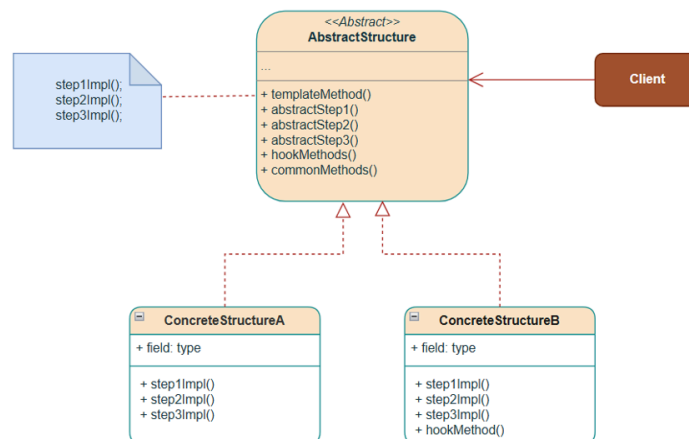 <<Abstract>>
AbstractStructure
...
+ templateMethod()
+ abstractStep1()
+ abstractStep2()
+ abstractStep3()
+ hookMethods()
+ commonMethods()
step1Impl();
step2Impl();
step3Impl();
Client
ConcreteStructureA
+ field: type
+ step1Impl()
+ step2Impl()
+ step3Impl()
ConcreteStructureB
+ field: type
+ step1Impl()
+ step2Impl()
+ step3Impl()
+ hookMethod()